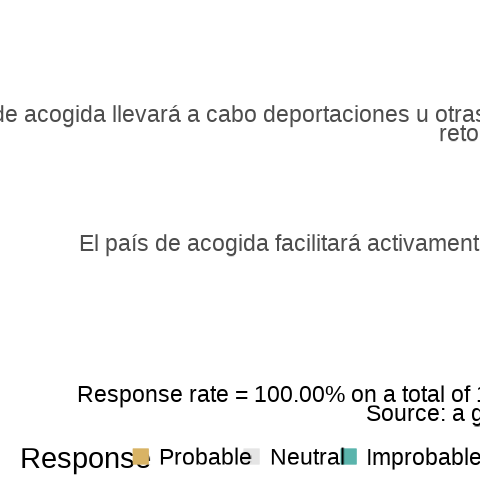 de acogida llevará a cabo deportaciones u otras
reto
El país de acogida facilitará activament
Response rate = 100.00% on a total of 1
Source: a g
Response Probable Neutral Improbable